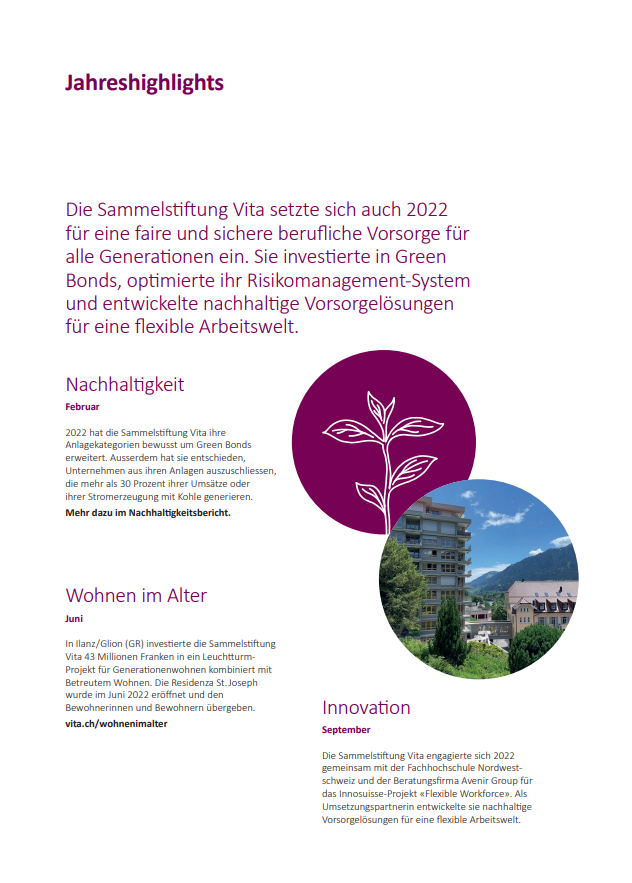 Jahreshighlights
Die Sammelstiftung Vita setzte sich auch 2022
für eine faire und sichere berufliche Vorsorge für
alle Generationen ein. Sie investierte in Green
Bonds, optimierte ihr Risikomanagement-System
und entwickelte nachhaltige Vorsorgelösungen
für eine flexible Arbeitswelt.
Nachhaltigkeit
Februar
2022 hat die Sammelstiftung Vita ihre
Anlagekategorien bewusst um Green Bonds
erweitert. Ausserdem hat sie entschieden,
Unternehmen aus ihren Anlagen auszuschliessen,
die mehr als 30 Prozent ihrer Umsätze oder
ihrer Stromerzeugung mit Kohle generieren.
Mehr dazu im Nachhaltigkeitsbericht.
Wohnen im Alter
Juni
In Ilanz/Glion (GR) investierte die Sammelstiftung
Vita 43 Millionen Franken in ein Leuchtturm-
Projekt für Generationenwohnen kombiniert mit
Betreutem Wohnen. Die Residenza St. Joseph
wurde im Juni 2022 eröffnet und den
Bewohnerinnen und Bewohnern übergeben.
vita.ch/wohnenimalter
Innovation
September
Die Sammelstiftung Vita engagierte sich 2022
gemeinsam mit der Fachhochschule Nordwest-
schweiz und der Beratungsfirma Avenir Group für
das Innosuisse-Projekt «Flexible Workforce». Als
Umsetzungspartnerin entwickelte sie nachhaltige
Vorsorgelösungen für eine flexible Arbeitswelt.